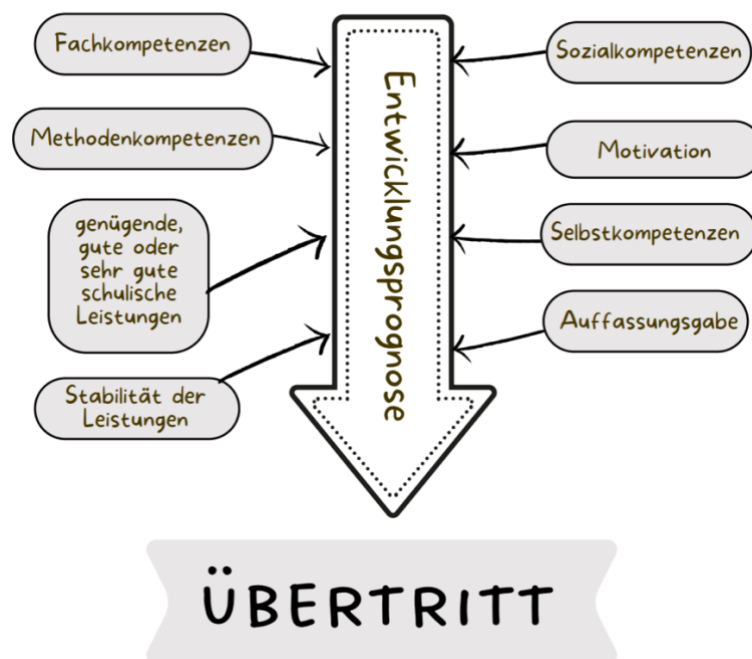 Fachkompetenzen
Methodenkompetenzen
genügende,
gute oder
sehr gute
schulische
Leistungen
Stabilität der
Leistungen
Entwicklungsprognose
Sozialkompetenzen
Motivation
Selbstkompetenzen
Auffassungsgabe
ÜBERTRITT